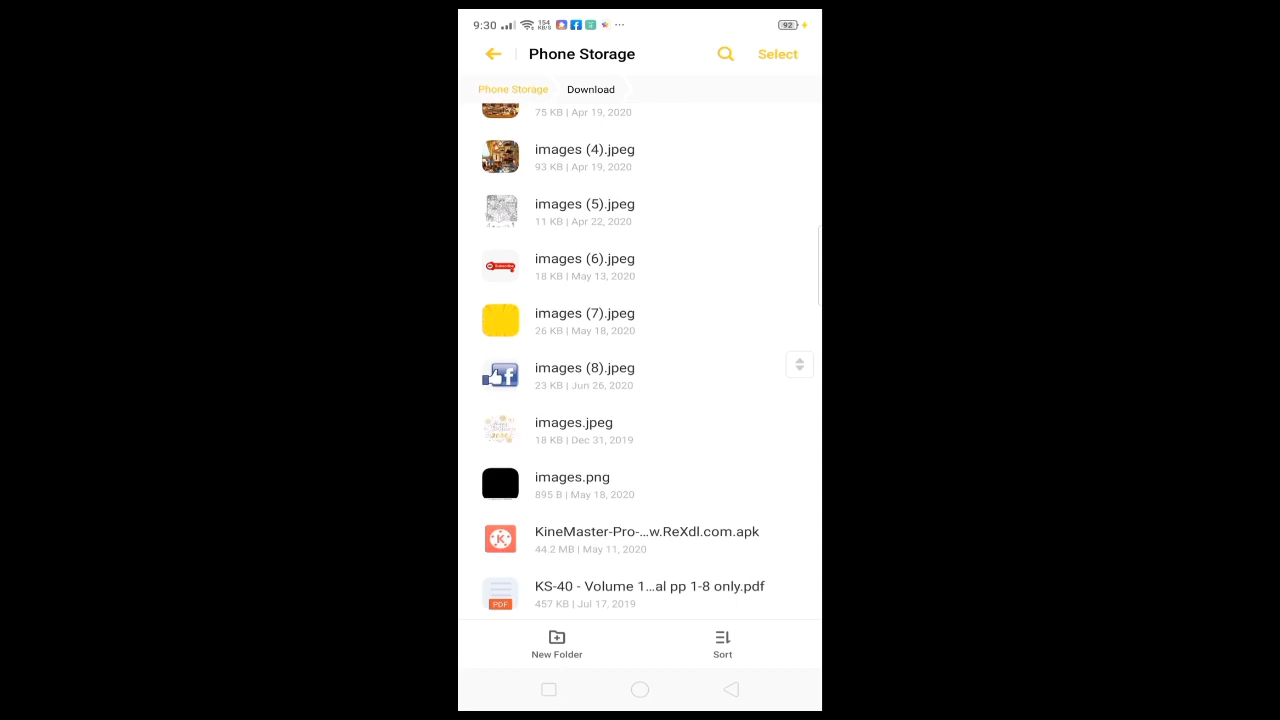 9:30 154 KB/S ... 92
Phone Storage Select
Phone Storage Download
75 KB | Apr 19, 2020
images (4).jpeg
93 KB | Apr 19, 2020
images (5).jpeg
11 KB | Apr 22, 2020
images (6).jpeg
18 KB | May 13, 2020
images (7).jpeg
26 KB | May 18, 2020
images (8).jpeg
23 KB | Jun 26, 2020
images.jpeg
18 KB | Dec 31, 2019
images.png
895 B | May 18, 2020
KineMaster-Pro-...w.ReXdl.com.apk
44.2 MB | May 11, 2020
KS-40 - Volume 1...al pp 1-8 only.pdf
PDF
457 KB | Jul 17, 2019
New Folder Sort